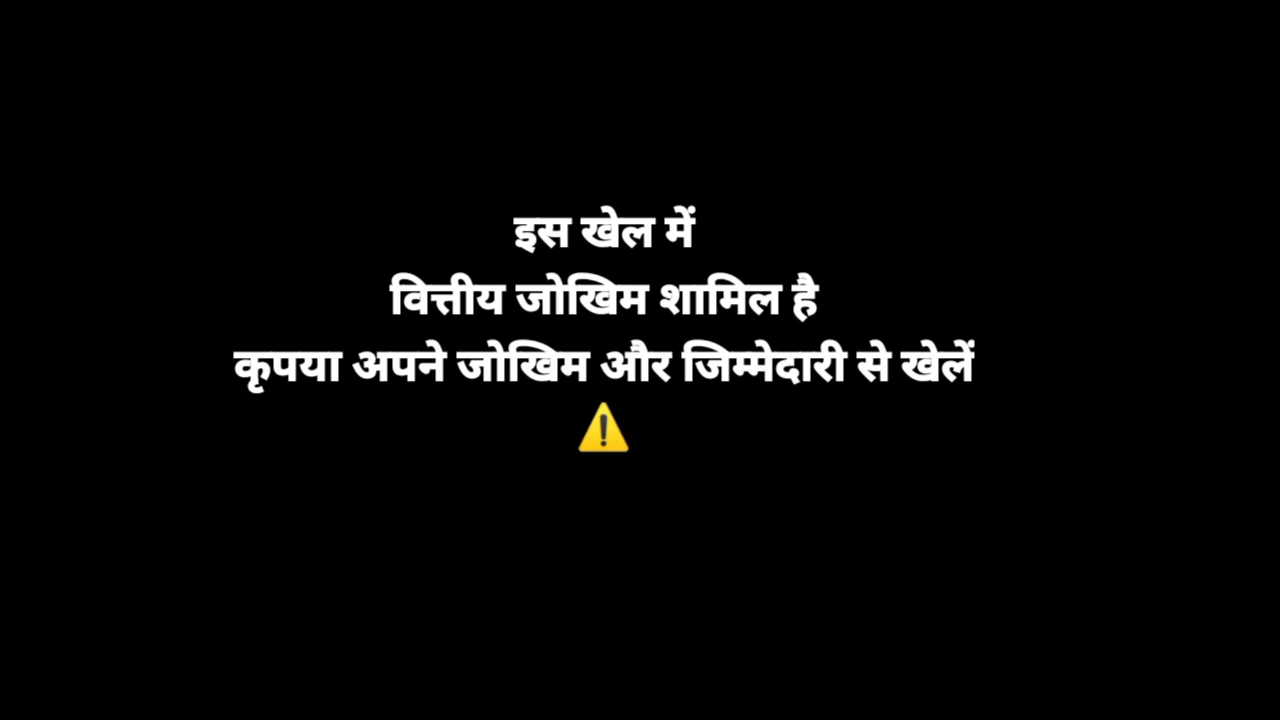 इस खेल में
वित्तीय जोखिम शामिल है
कृपया अपने जोखिम और जिम्मेदारी से खेलें
⚠️